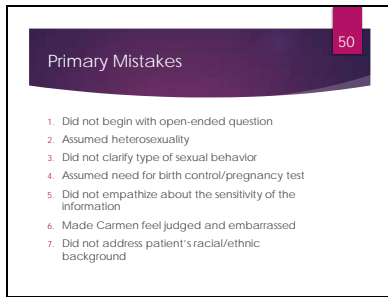 50
Primary Mistakes
1. Did not begin with open-ended question
2. Assumed heterosexuality
3. Did not clarify type of sexual behavior
4. Assumed need for birth control/pregnancy test
5. Did not empathize about the sensitivity of the
information
6. Made Carmen feel judged and embarrassed
7. Did not address patient's racial/ethnic
background